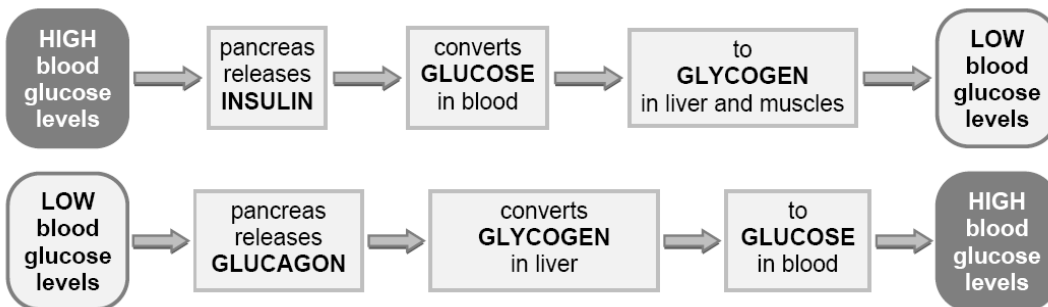 HIGH
blood
glucose
levels
pancreas
releases
INSULIN
converts
GLUCOSE
in blood
to
GLYCOGEN
in liver and muscles
LOW
blood
glucose
levels
LOW
blood
glucose
levels
pancreas
releases
GLUCAGON
converts
GLYCOGEN
in liver
to
GLUCOSE
in blood
HIGH
blood
glucose
levels